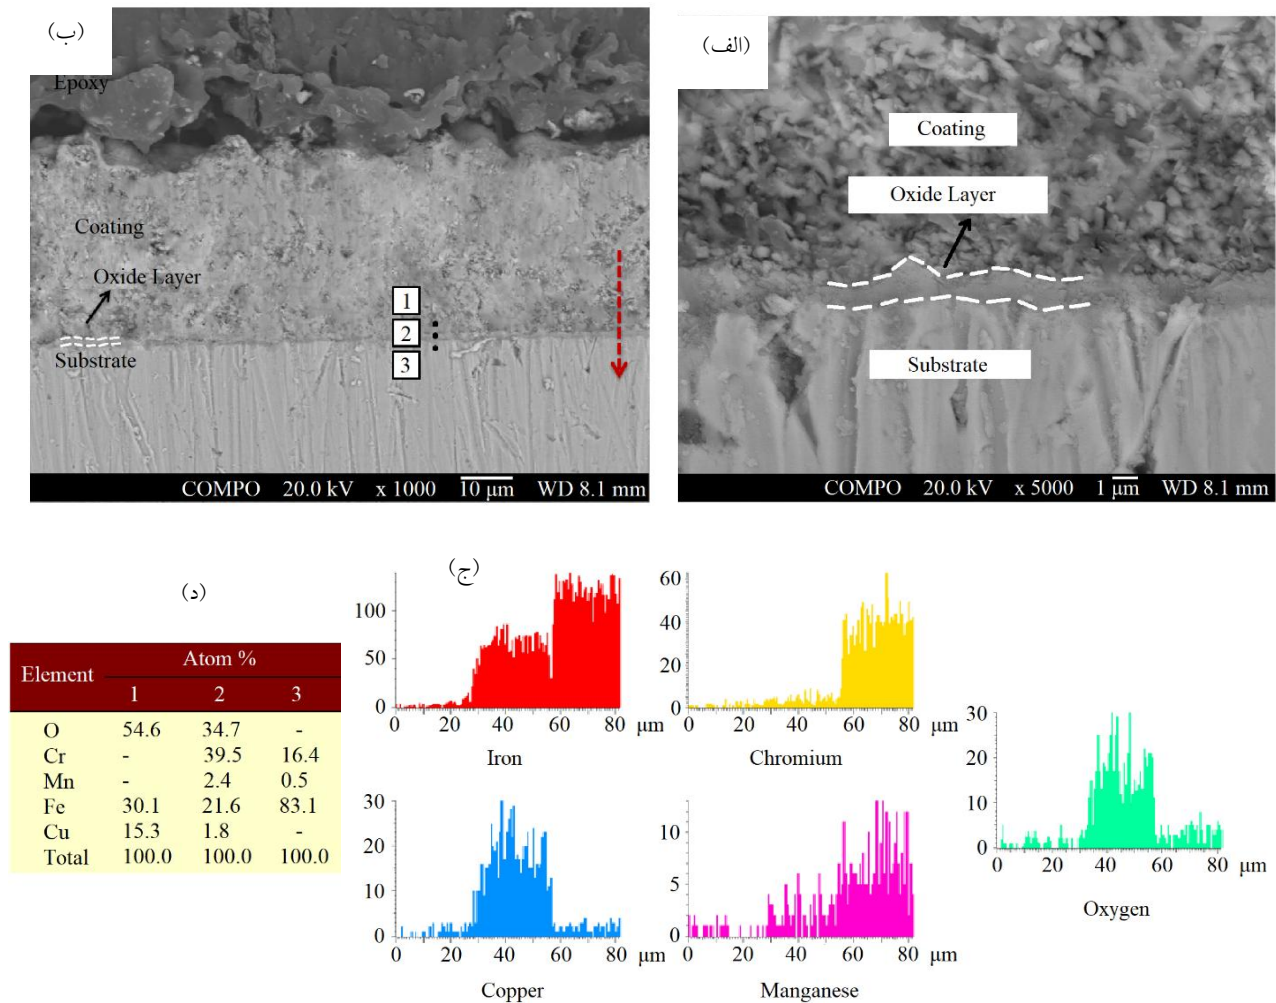 (ب)
Epoxy
Coating
Oxide Layer
Substrate
1
2
3
COMPO 20.0 kV x 1000 10 μm WD 8.1 mm
(الف)
Coating
Oxide Layer
Substrate
COMPO 20.0 kV x 5000 1 μm WD 8.1 mm
(د)
Element Atom %
1 2 3
O 54.6 34.7 -
Cr - 39.5 16.4
Mn - 2.4 0.5
Fe 30.1 21.6 83.1
Cu 15.3 1.8 -
Total 100.0 100.0 100.0
(ج)
100
50
0
0 20 40 60 80 μm
Iron
60
40
20
0
0 20 40 60 80 μm
Chromium
30
20
10
0
0 20 40 60 80 μm
Copper
10
5
0
0 20 40 60 80 μm
Manganese
30
20
10
0
0 20 40 60 80 μm
Oxygen